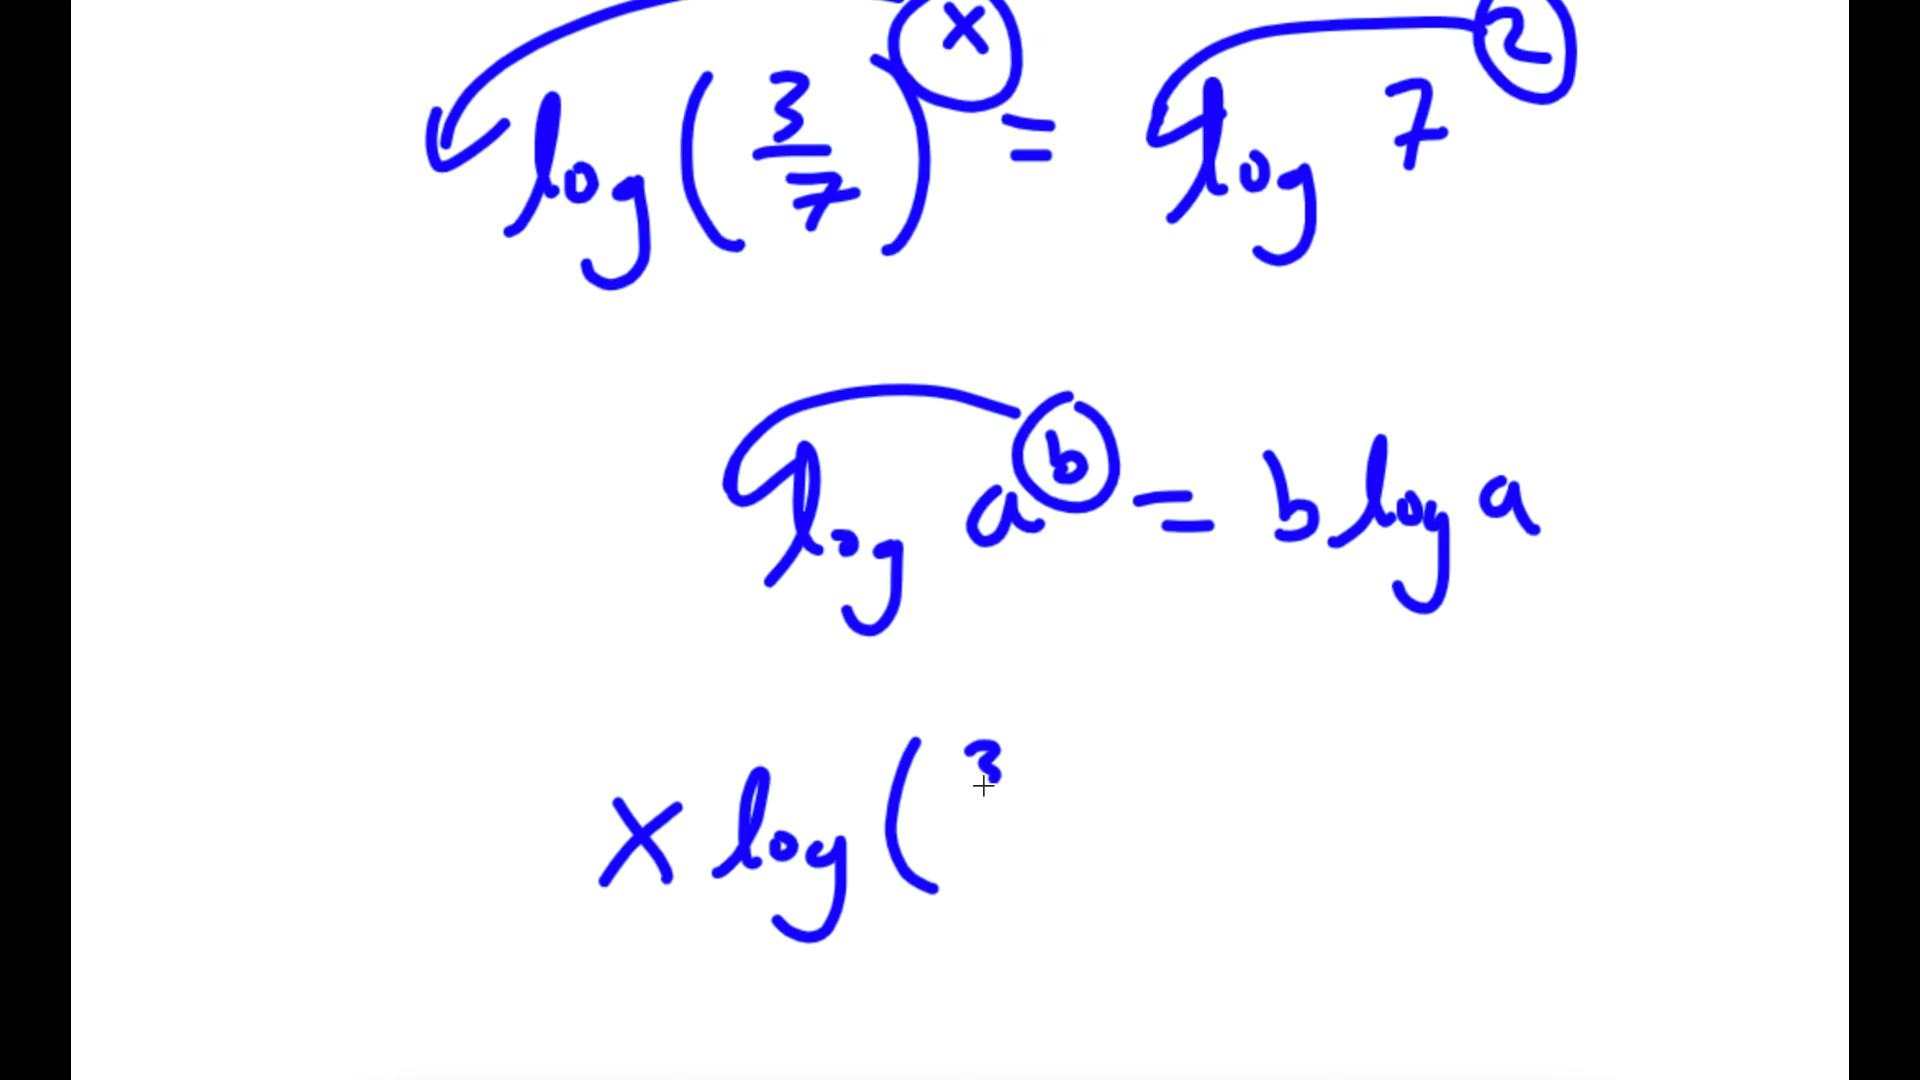 log (3/7)^x = log 7^2
log a^b = b log a
x log ( 3